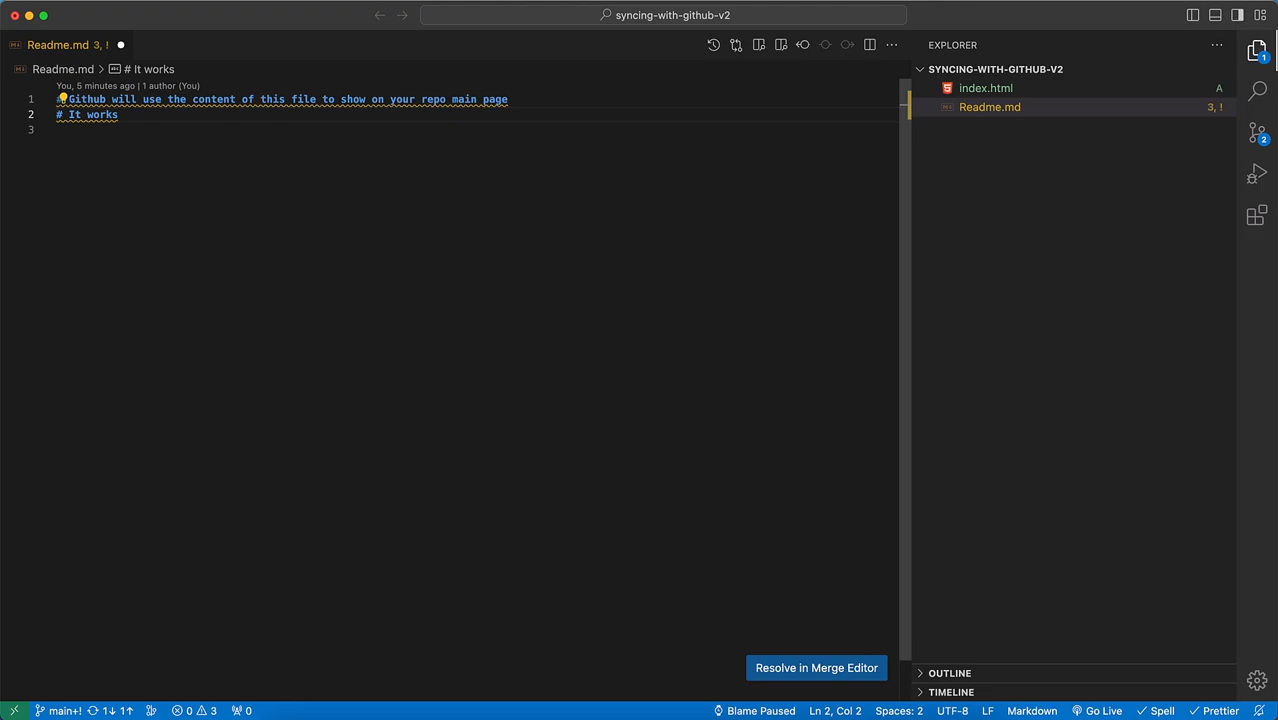 syncing-with-github-v2
Readme.md 3, !
Readme.md > # It works
You, 5 minutes ago | 1 author (You)
1 # Github will use the content of this file to show on your repo main page
2 # It works
3
Resolve in Merge Editor
EXPLORER
SYNCING-WITH-GITHUB-V2
index.html A
Readme.md 3, !
1
2
OUTLINE
TIMELINE
main+! 1↓ 1↑ 0 3 0 Blame Paused Ln 2, Col 2 Spaces: 2 UTF-8 LF Markdown Go Live Spell Prettier